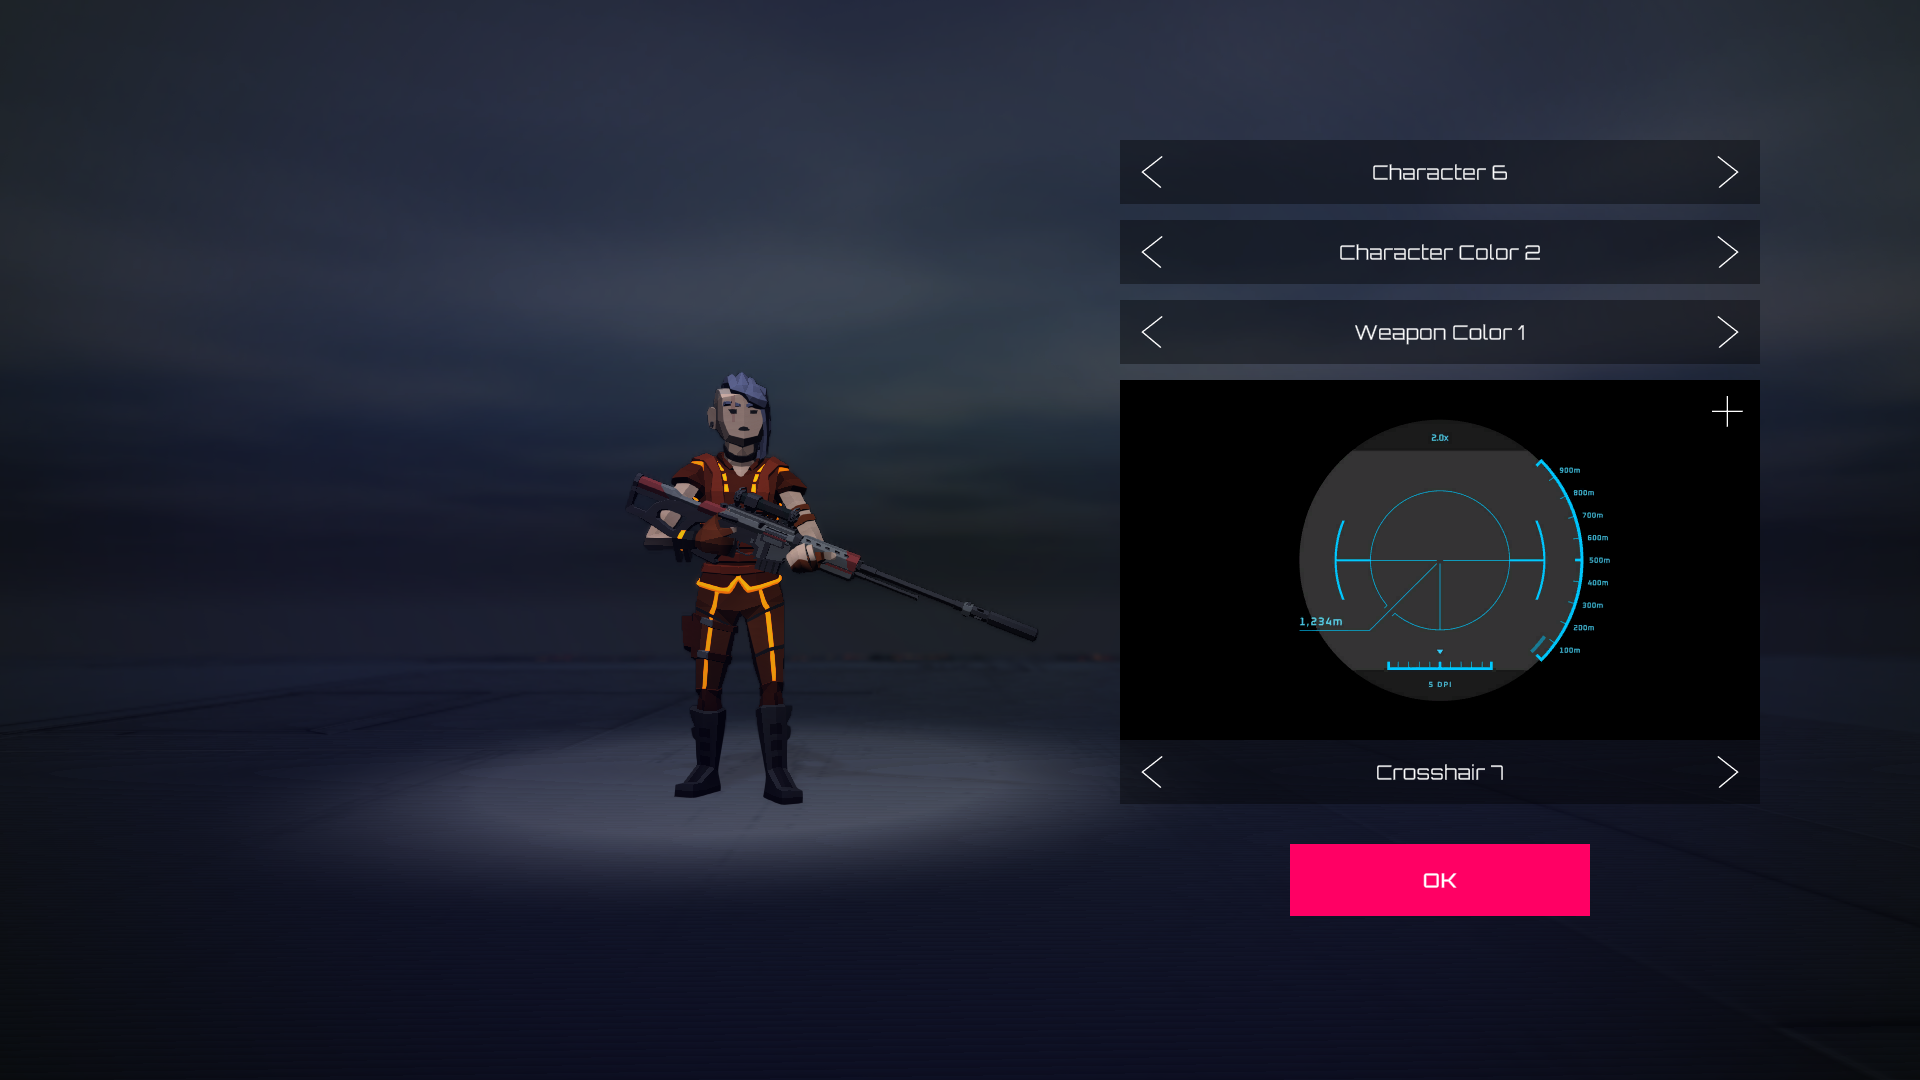 Character 6
Character Color 2
Weapon Color 1
2.0x
900m
800m
700m
600m
500m
400m
300m
1,234m
200m
100m
5 DPI
Crosshair 7
OK